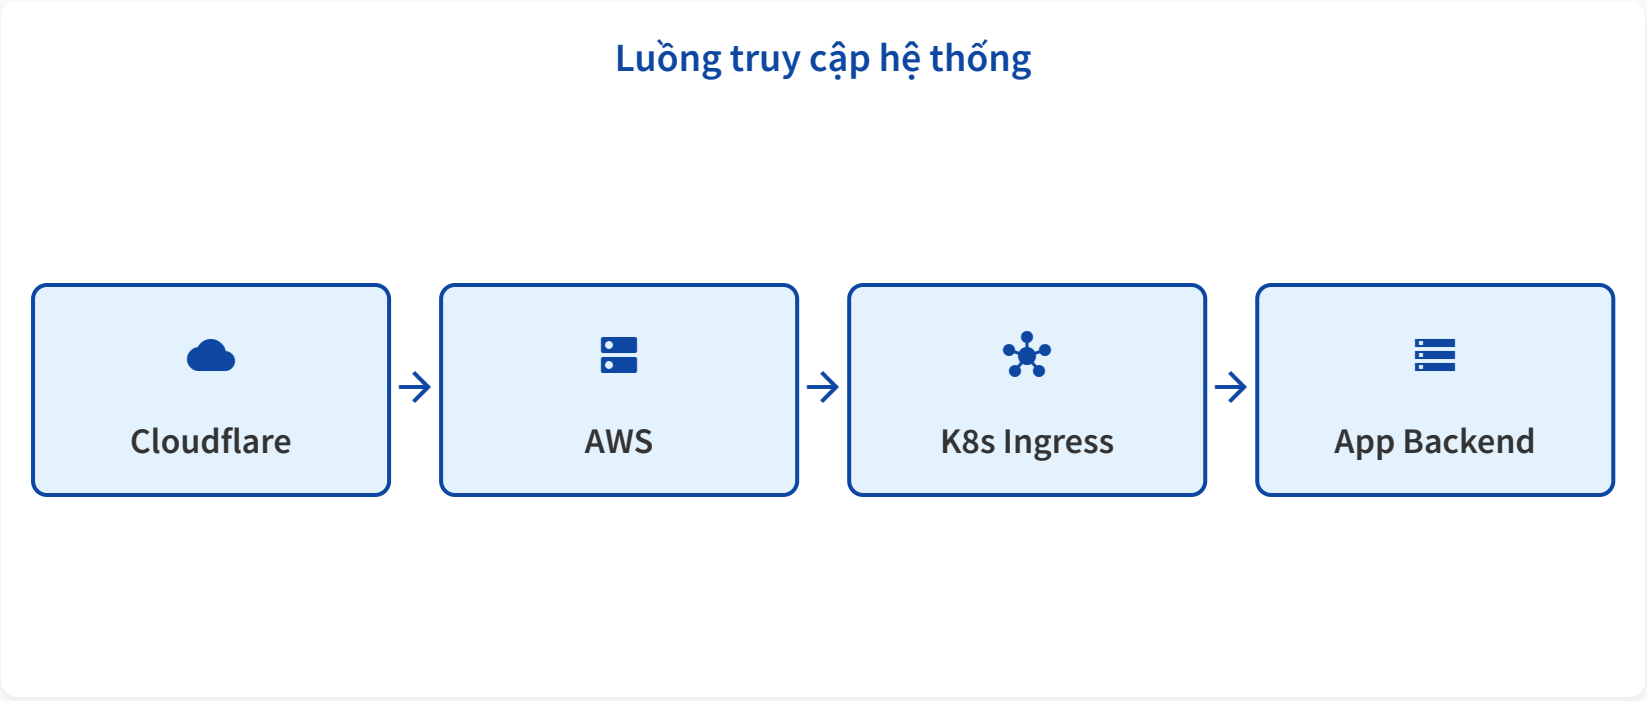 Luồng truy cập hệ thống
Cloudflare
AWS
K8s Ingress
App Backend